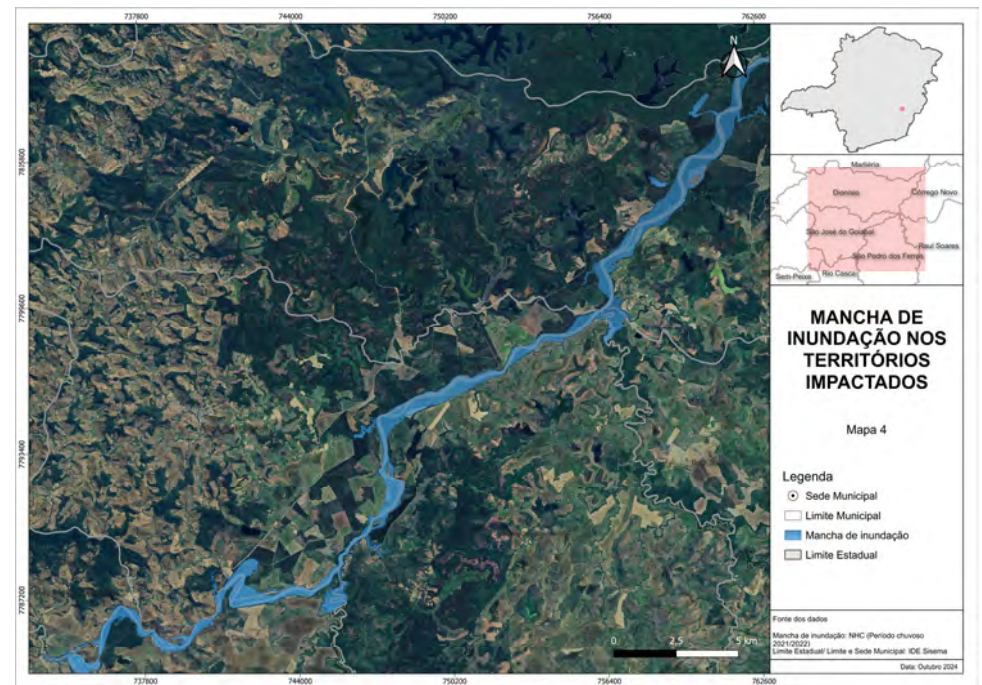 737800 744000 750200 756400 762600
N
7835800
7799600
7793400
7787200
0 2,5 5 km
737800 744000 750200 756400 762600
Marliéria
Dionísio
Córrego Novo
São José do Goiabal
Raul Soares
São Pedro dos Ferros
Sem-Peixe
Rio Casca
MANCHA DE
INUNDAÇÃO NOS
TERRITÓRIOS
IMPACTADOS
Mapa 4
Legenda
Sede Municipal
Limite Municipal
Mancha de inundação
Limite Estadual
Fonte dos dados
Mancha de inundação: NHC (Período chuvoso
2021/2022)
Limite Estadual/ Limite e Sede Municipal: IDE Sisema
Data: Outubro 2024